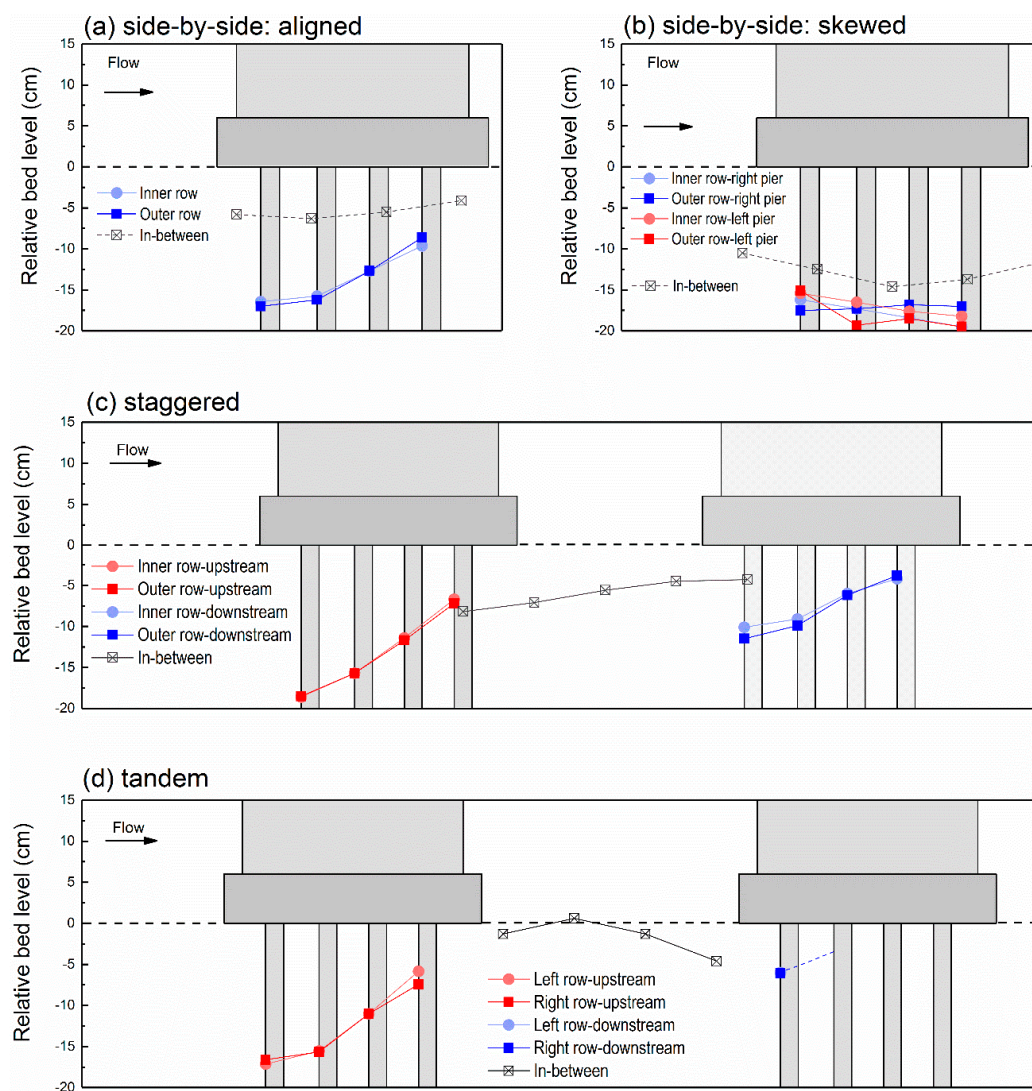 (a) side-by-side: aligned
Relative bed level (cm)
15
10
5
0
-5
-10
-15
-20
Flow
Inner row
Outer row
In-between
(b) side-by-side: skewed
Relative bed level (cm)
15
10
5
0
-5
-10
-15
-20
Flow
Inner row-right pier
Outer row-right pier
Inner row-left pier
Outer row-left pier
In-between
(c) staggered
Relative bed level (cm)
15
10
5
0
-5
-10
-15
-20
Flow
Inner row-upstream
Outer row-upstream
Inner row-downstream
Outer row-downstream
In-between
(d) tandem
Relative bed level (cm)
15
10
5
0
-5
-10
-15
-20
Flow
Left row-upstream
Right row-upstream
Left row-downstream
Right row-downstream
In-between